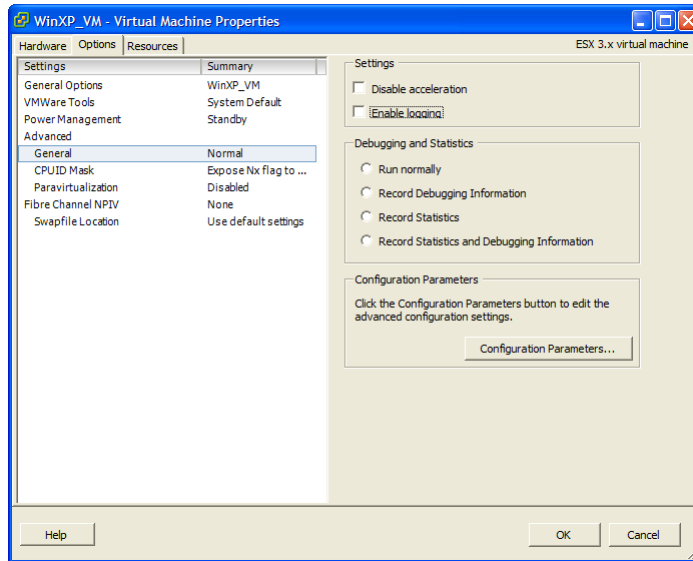 WinXP_VM - Virtual Machine Properties
Hardware Options Resources ESX 3.x virtual machine
Settings Summary
General Options WinXP_VM
VMWare Tools System Default
Power Management Standby
Advanced
General Normal
CPUID Mask Expose Nx flag to ...
Paravirtualization Disabled
Fibre Channel NPIV None
Swapfile Location Use default settings
Settings
Disable acceleration
Enable logging
Debugging and Statistics
Run normally
Record Debugging Information
Record Statistics
Record Statistics and Debugging Information
Configuration Parameters
Click the Configuration Parameters button to edit the
advanced configuration settings.
Configuration Parameters...
Help OK Cancel